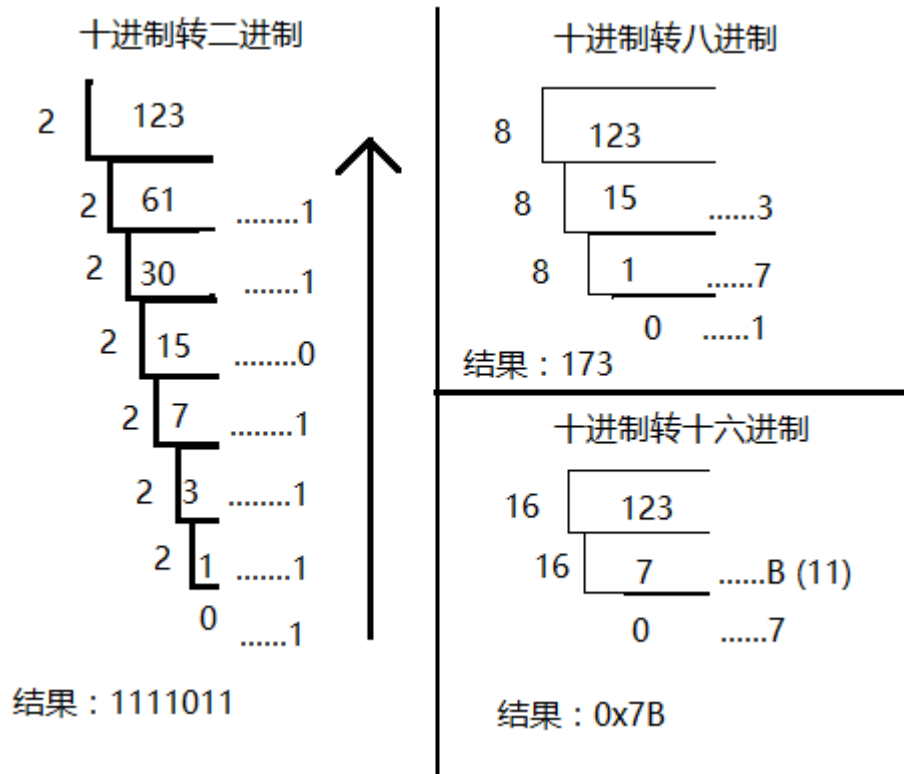 十进制转二进制
2 123
2 61 ........1
2 30 .......1
2 15 ........0
2 7 ........1
2 3 ........1
2 1 .......1
0 ......1
结果：1111011
十进制转八进制
8 123
8 15 ......3
8 1 ......7
0 ......1
结果：173
十进制转十六进制
16 123
16 7 ......B (11)
0 ......7
结果：0x7B